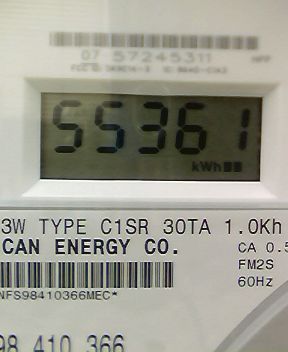 07 57245311
55361
kWh
3W TYPE C1SR 30TA 1.0Kh
CAN ENERGY CO.
CA 0.5
FM2S
60Hz
NFS98410366MEC*
98 410 366